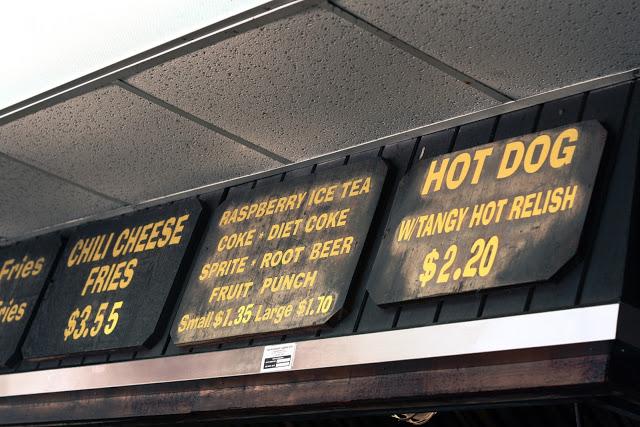 Fries
ries
CHILI CHEESE
FRIES
$3.55
RASPBERRY ICE TEA
COKE • DIET COKE
SPRITE • ROOT BEER
FRUIT PUNCH
Small $1.35 Large $1.70
HOT DOG
W/TANGY HOT RELISH
$2.20